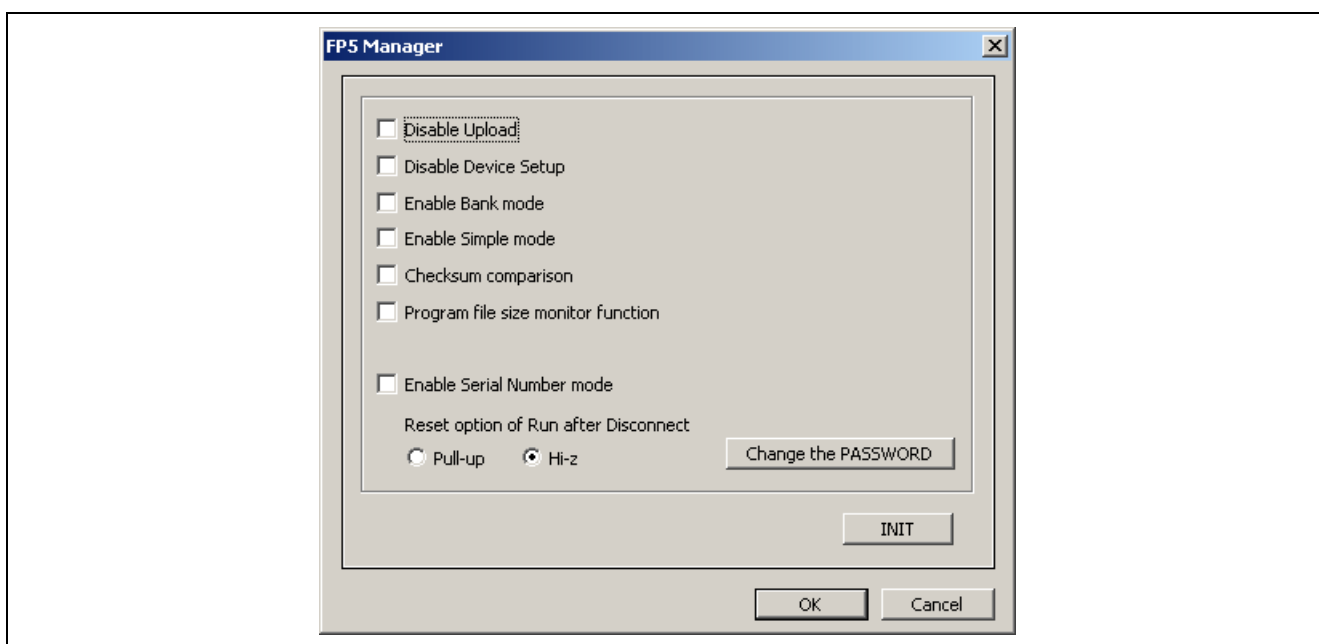 FP5 Manager
Disable Upload
Disable Device Setup
Enable Bank mode
Enable Simple mode
Checksum comparison
Program file size monitor function
Enable Serial Number mode
Reset option of Run after Disconnect
Pull-up Hi-z Change the PASSWORD
INIT
OK Cancel